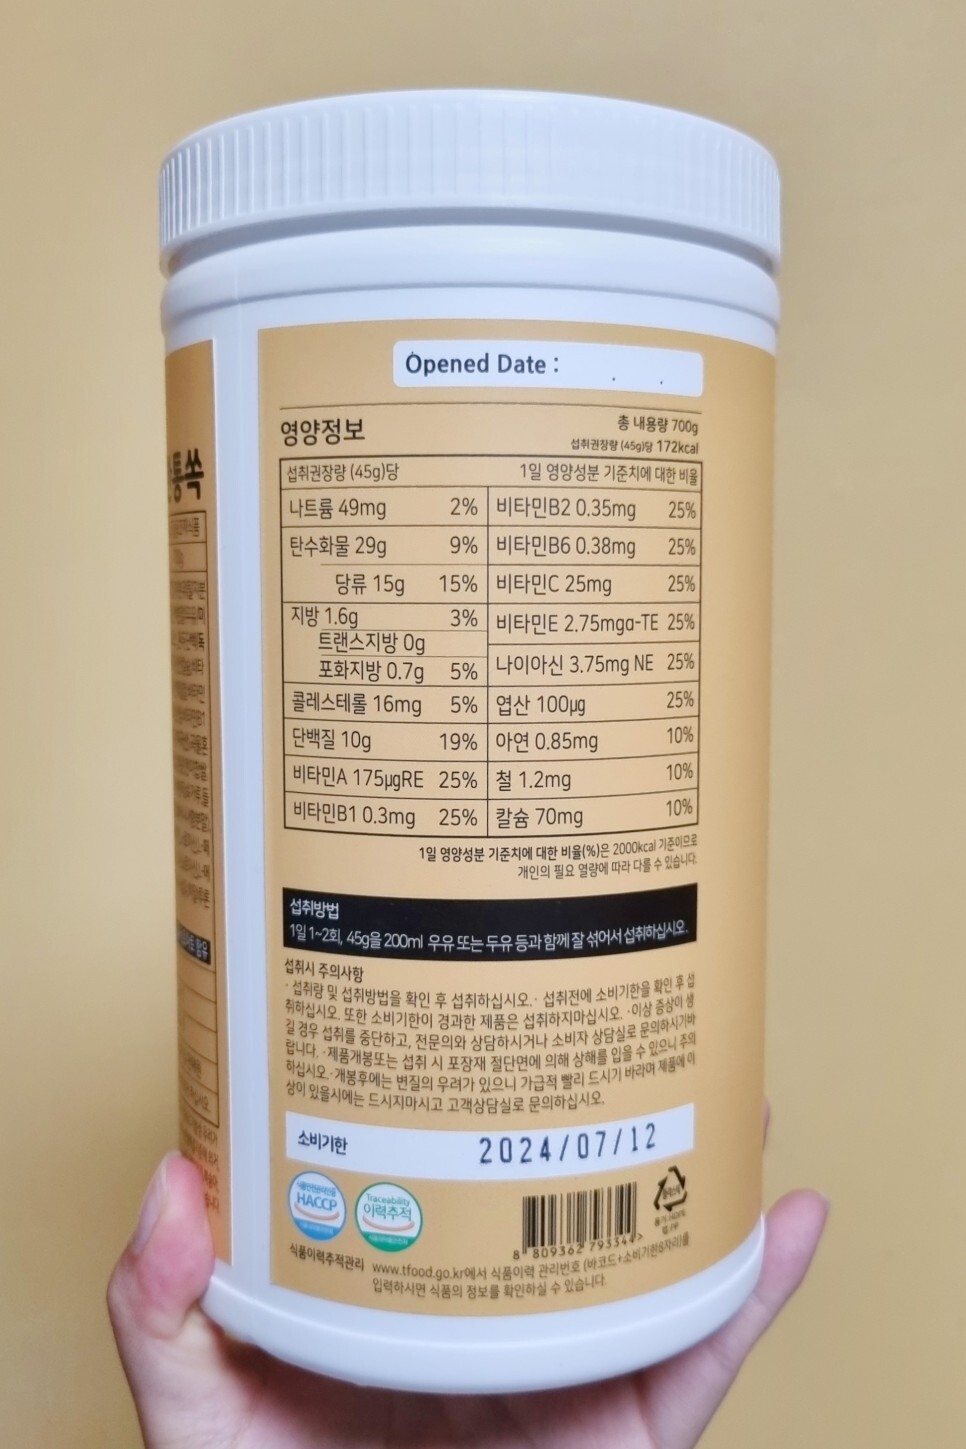 Opened Date :
영양정보
총 내용량 700g
섭취권장량 (45g)당 172kcal
섭취권장량 (45g)당 1일 영양성분 기준치에 대한 비율
나트륨 49mg 2%
탄수화물 29g 9%
당류 15g 15%
지방 1.6g 3%
트랜스지방 0g
포화지방 0.7g 5%
콜레스테롤 16mg 5%
단백질 10g 19%
비타민A 175μgRE 25%
비타민B1 0.3mg 25%
비타민B2 0.35mg 25%
비타민B6 0.38mg 25%
비타민C 25mg 25%
비타민E 2.75mgα-TE 25%
나이아신 3.75mg NE 25%
엽산 100μg 25%
아연 0.85mg 10%
철 1.2mg 10%
칼슘 70mg 10%
1일 영양성분 기준치에 대한 비율(%)은 2000kcal 기준이므로
개인의 필요 열량에 따라 다를 수 있습니다.
섭취방법
1일 1~2회, 45g을 200ml 우유 또는 두유 등과 함께 잘 섞어서 섭취하십시오.
섭취시 주의사항
· 섭취량 및 섭취방법을 확인 후 섭취하십시오.· 섭취전에 소비기한을 확인 후 섭
취하십시오. 또한 소비기한이 경과한 제품은 섭취하지마십시오. ·이상 증상이 생
길 경우 섭취를 중단하고, 전문의와 상담하시거나 소비자 상담실로 문의하시기바
랍니다. ·제품개봉또는 섭취 시 포장재 절단면에 의해 상해를 입을 수 있으니 주의
하십시오.·개봉후에는 변질의 우려가 있으니 가급적 빨리 드시기 바라며 제품에 이
상이 있을시에는 드시지마시고 고객상담실로 문의하십시오.
소비기한 2024/07/12
HACCP
Traceability
이력추적
8 809362 793344
식품이력추적관리 www.tfood.go.kr에서 식품이력 관리번호 (바코드+소비기한6자리)를
입력하시면 식품의 정보를 확인하실 수 있습니다.